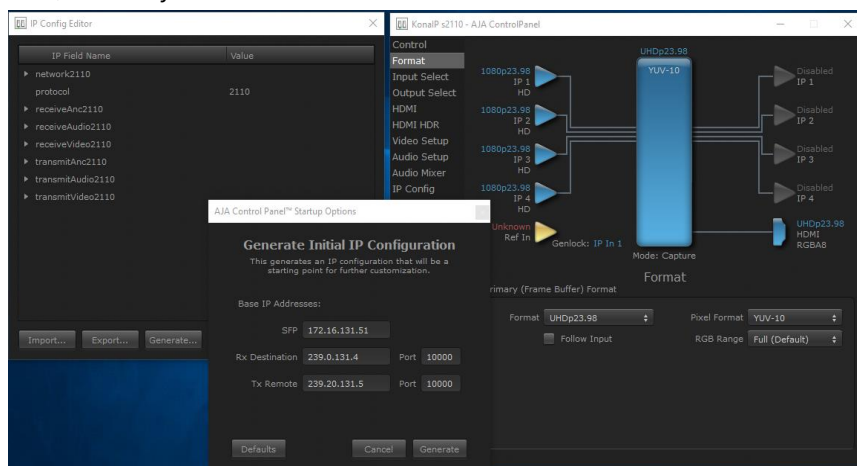 IP Config Editor
IP Field Name Value
network2110
protocol 2110
receiveAnc2110
receiveAudio2110
receiveVideo2110
transmitAnc2110
transmitAudio2110
transmitVideo2110
Import... Export... Generate...
KonaIP s2110 - AJA ControlPanel
Control
Format
Input Select
Output Select
HDMI
HDMI HDR
Video Setup
Audio Setup
Audio Mixer
IP Config
UHDp23.98
YUV-10
1080p23.98
IP 1
HD
1080p23.98
IP 2
HD
1080p23.98
IP 3
HD
1080p23.98
IP 4
HD
Unknown
Ref In
Genlock: IP In 1
Mode: Capture
Disabled
IP 1
Disabled
IP 2
Disabled
IP 3
Disabled
IP 4
UHDp23.98
HDMI
RGBA8
Format
rimary (Frame Buffer) Format
Format UHDp23.98 Pixel Format YUV-10
Follow Input RGB Range Full (Default)
AJA Control Panel™ Startup Options
Generate Initial IP Configuration
This generates an IP configuration that will be a
starting point for further customization.
Base IP Addresses:
SFP 172.16.131.51
Rx Destination 239.0.131.4 Port 10000
Tx Remote 239.20.131.5 Port 10000
Defaults Cancel Generate